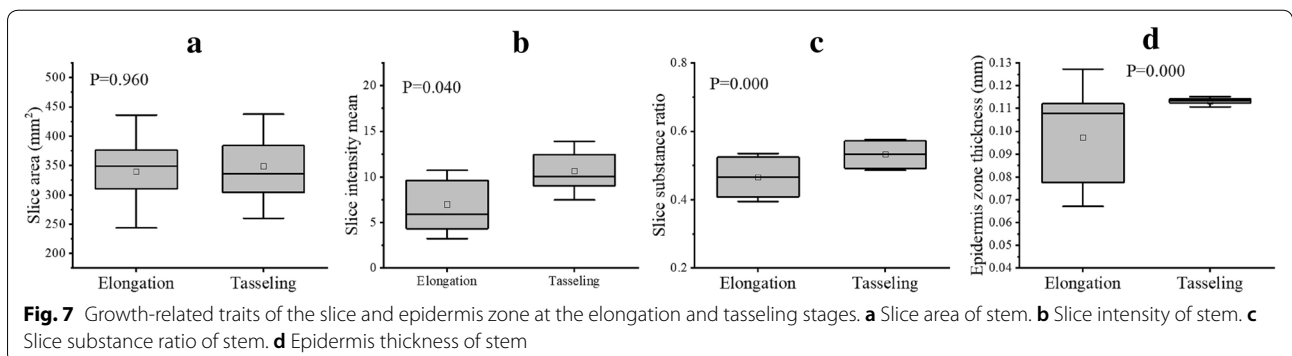 a
b
c
d
P=0.960
P=0.040
P=0.000
P=0.000
Slice area (mm²)
500
450
400
350
300
250
Elongation
Tasseling
Slice intensity mean
20
15
10
5
0
Elongation
Tasseling
Slice substance ratio
0.8
0.6
0.4
0.2
Elongation
Tasseling
Epidermis zone thickness (mm)
0.13
0.12
0.11
0.10
0.09
0.08
0.07
0.06
0.05
0.04
Elongation
Tasseling
Fig. 7 Growth-related traits of the slice and epidermis zone at the elongation and tasseling stages. a Slice area of stem. b Slice intensity of stem. c
Slice substance ratio of stem. d Epidermis thickness of stem